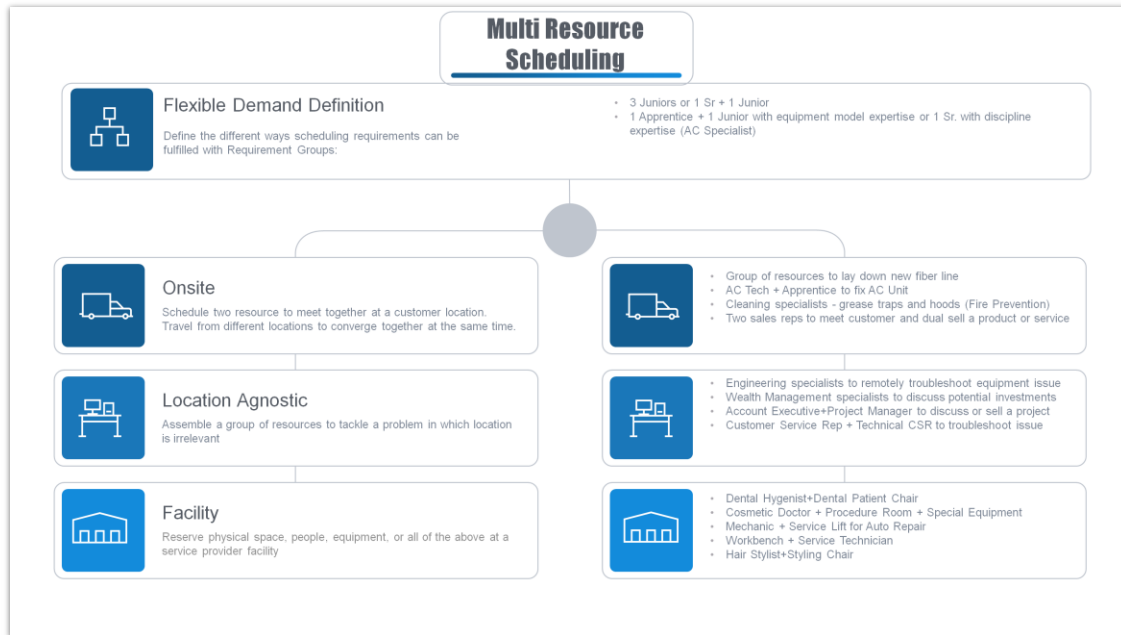 Multi Resource
Scheduling
Flexible Demand Definition
Define the different ways scheduling requirements can be
fulfilled with Requirement Groups:
• 3 Juniors or 1 Sr + 1 Junior
• 1 Apprentice + 1 Junior with equipment model expertise or 1 Sr. with discipline
expertise (AC Specialist)
Onsite
Schedule two resource to meet together at a customer location.
Travel from different locations to converge together at the same time.
• Group of resources to lay down new fiber line
• AC Tech + Apprentice to fix AC Unit
• Cleaning specialists - grease traps and hoods (Fire Prevention)
• Two sales reps to meet customer and dual sell a product or service
Location Agnostic
Assemble a group of resources to tackle a problem in which location
is irrelevant
• Engineering specialists to remotely troubleshoot equipment issue
• Wealth Management specialists to discuss potential investments
• Account Executive+Project Manager to discuss or sell a project
• Customer Service Rep + Technical CSR to troubleshoot issue
Facility
Reserve physical space, people, equipment, or all of the above at a
service provider facility
• Dental Hygenist+Dental Patient Chair
• Cosmetic Doctor + Procedure Room + Special Equipment
• Mechanic + Service Lift for Auto Repair
• Workbench + Service Technician
• Hair Stylist+Styling Chair